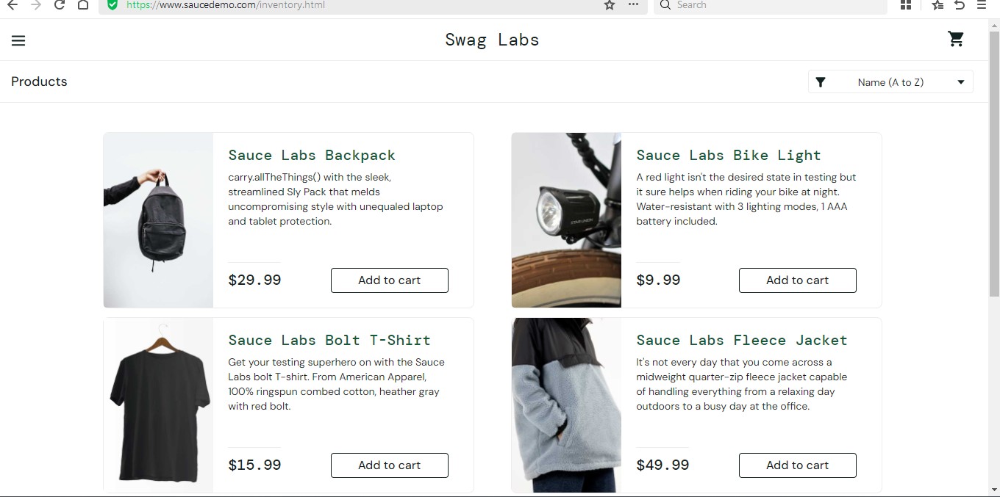 https://www.saucedemo.com/inventory.html
Search
Swag Labs
Products
Name (A to Z)
Sauce Labs Backpack
carry.allTheThings() with the sleek,
streamlined Sly Pack that melds
uncompromising style with unequaled laptop
and tablet protection.
$29.99
Add to cart
Sauce Labs Bike Light
A red light isn't the desired state in testing but
it sure helps when riding your bike at night.
Water-resistant with 3 lighting modes, 1 AAA
battery included.
$9.99
Add to cart
Sauce Labs Bolt T-Shirt
Get your testing superhero on with the Sauce
Labs bolt T-shirt. From American Apparel,
100% ringspun combed cotton, heather gray
with red bolt.
$15.99
Add to cart
Sauce Labs Fleece Jacket
It's not every day that you come across a
midweight quarter-zip fleece jacket capable
of handling everything from a relaxing day
outdoors to a busy day at the office.
$49.99
Add to cart